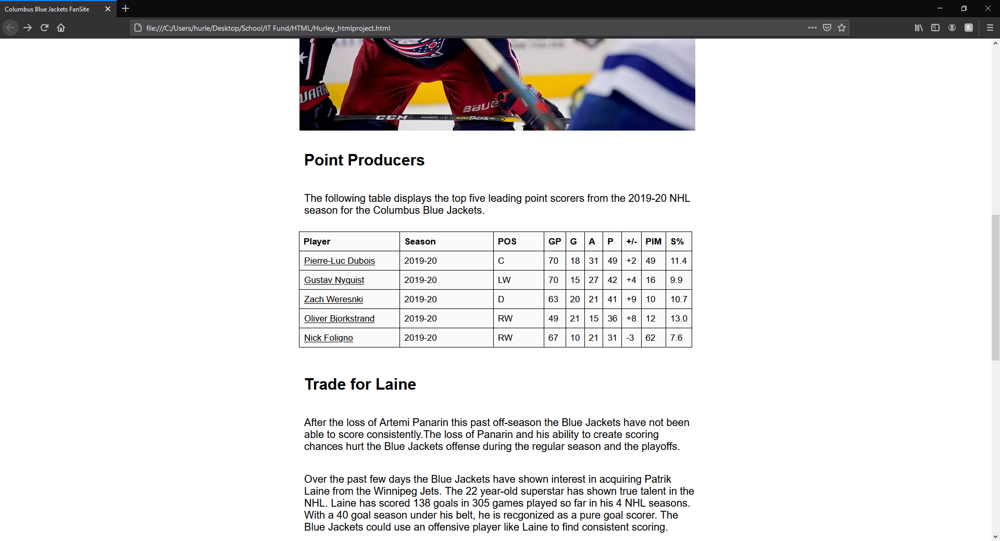 Columbus Blue Jackets FanSite
file:///C:/Users/hurle/Desktop/School/IT Fund/HTML/Hurley_htmlproject.html
WARR
BAUE
CCM WENNBERG SUPER TACKS AS1
Point Producers
The following table displays the top five leading point scorers from the 2019-20 NHL
season for the Columbus Blue Jackets.
Player Season POS GP G A P +/- PIM S%
Pierre-Luc Dubois 2019-20 C 70 18 31 49 +2 49 11.4
Gustav Nyquist 2019-20 LW 70 15 27 42 +4 16 9.9
Zach Weresnki 2019-20 D 63 20 21 41 +9 10 10.7
Oliver Bjorkstrand 2019-20 RW 49 21 15 36 +8 12 13.0
Nick Foligno 2019-20 RW 67 10 21 31 -3 62 7.6
Trade for Laine
After the loss of Artemi Panarin this past off-season the Blue Jackets have not been
able to score consistently.The loss of Panarin and his ability to create scoring
chances hurt the Blue Jackets offense during the regular season and the playoffs.
Over the past few days the Blue Jackets have shown interest in acquiring Patrik
Laine from the Winnipeg Jets. The 22 year-old superstar has shown true talent in the
NHL. Laine has scored 138 goals in 305 games played so far in his 4 NHL seasons.
With a 40 goal season under his belt, he is recgonized as a pure goal scorer. The
Blue Jackets could use an offensive player like Laine to find consistent scoring.